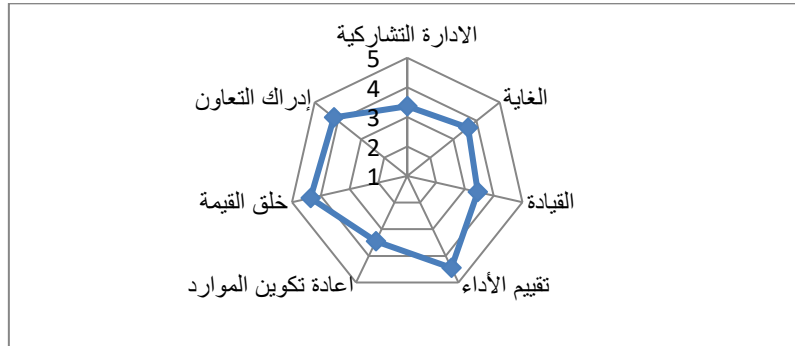 الادارة التشاركية
الغاية
القيادة
تقييم الأداء
اعادة تكوين الموارد
خلق القيمة
إدراك التعاون
5
4
3
2
1